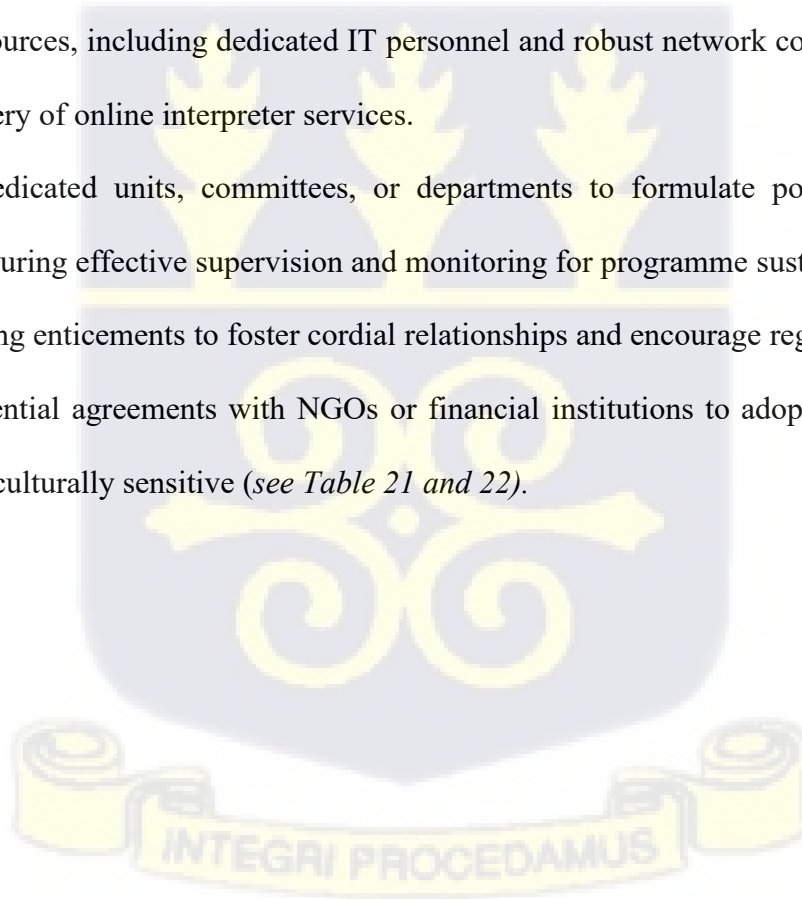 ources, including dedicated IT personnel and robust network co
ery of online interpreter services.
edicated units, committees, or departments to formulate po
uring effective supervision and monitoring for programme sust
ng enticements to foster cordial relationships and encourage reg
ential agreements with NGOs or financial institutions to adop
culturally sensitive (see Table 21 and 22).
INTEGRI PROCEDAMUS